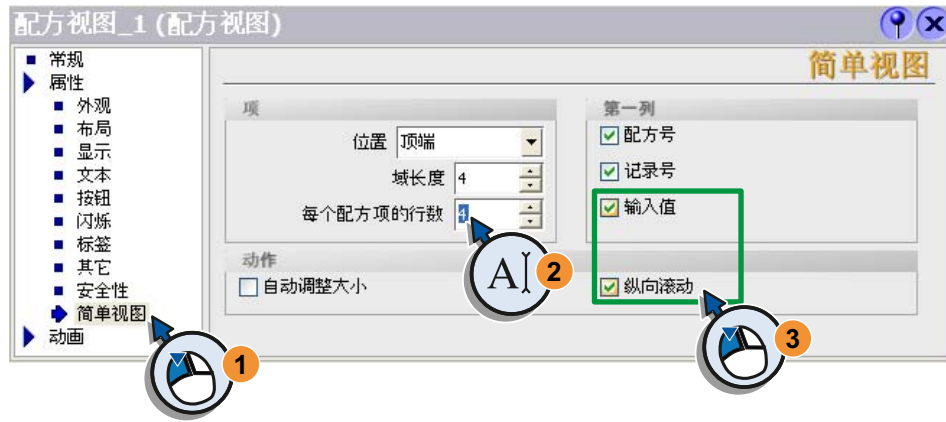 配方视图_1 (配方视图)
常规
属性
外观
布局
显示
文本
按钮
闪烁
标签
其它
安全性
简单视图
动画
简单视图
项
位置 顶端
域长度 4
每个配方项的行数 4
第一列
配方号
记录号
输入值
动作
自动调整大小
纵向滚动
A
1
2
3